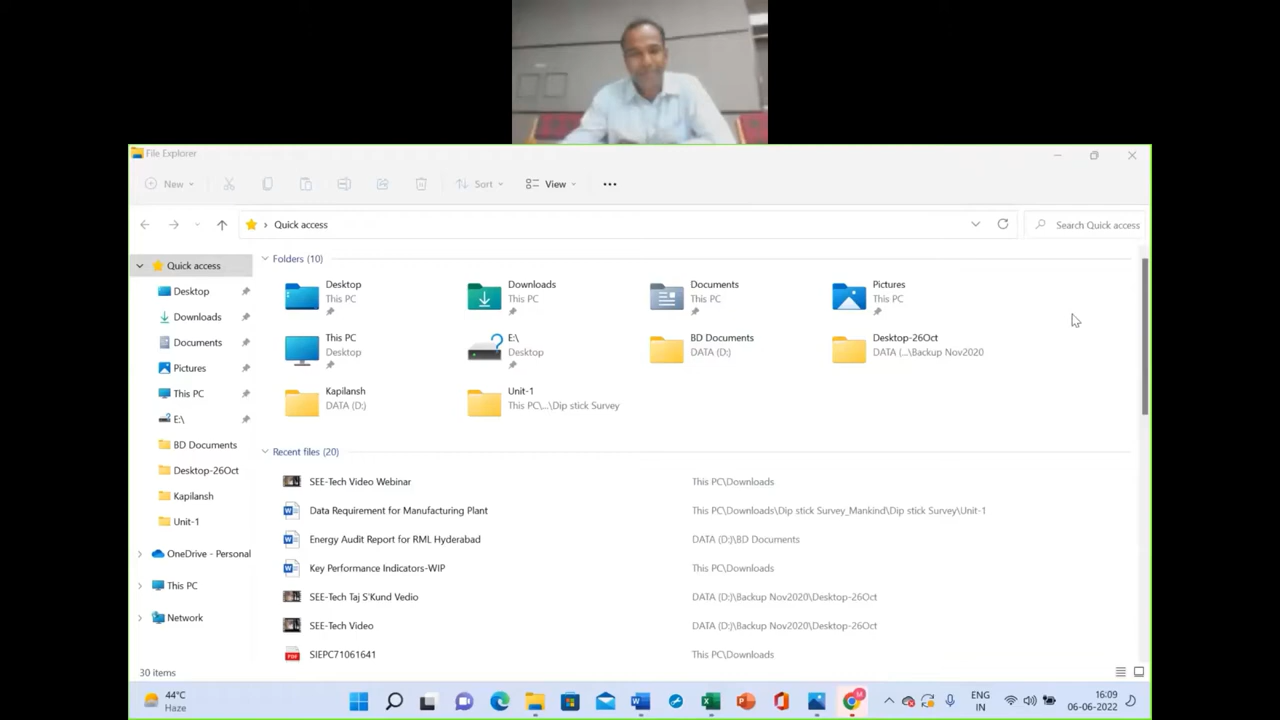 File Explorer
New
Sort
View
Quick access
Search Quick access
Quick access
Desktop
Downloads
Documents
Pictures
This PC
E:\
BD Documents
Desktop-26Oct
Kapilansh
Unit-1
OneDrive - Personal
This PC
Network
Folders (10)
Desktop
This PC
Downloads
This PC
Documents
This PC
Pictures
This PC
This PC
Desktop
E:\
Desktop
BD Documents
DATA (D:)
Desktop-26Oct
DATA (...\Backup Nov2020
Kapilansh
DATA (D:)
Unit-1
This PC\...\Dip stick Survey
Recent files (20)
SEE-Tech Video Webinar This PC\Downloads
Data Requirement for Manufacturing Plant This PC\Downloads\Dip stick Survey_Mankind\Dip stick Survey\Unit-1
Energy Audit Report for RML Hyderabad DATA (D:)\BD Documents
Key Performance Indicators-WIP This PC\Downloads
SEE-Tech Taj S'Kund Vedio DATA (D:)\Backup Nov2020\Desktop-26Oct
SEE-Tech Video DATA (D:)\Backup Nov2020\Desktop-26Oct
SIEPC71061641 This PC\Downloads
30 items
44°C
Haze
ENG
IN
16:09
06-06-2022